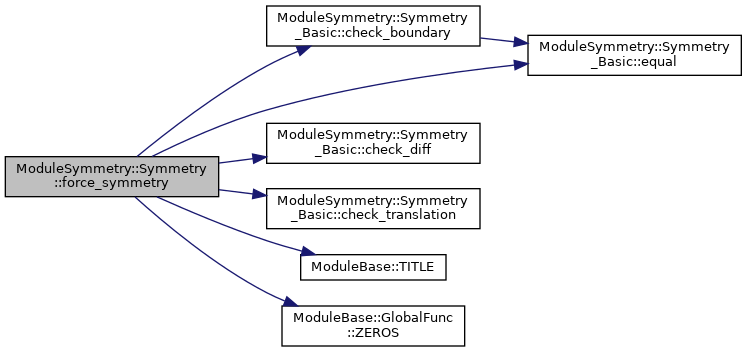 ModuleSymmetry::Symmetry
::force_symmetry
ModuleSymmetry::Symmetry
_Basic::check_boundary
ModuleSymmetry::Symmetry
_Basic::equal
ModuleSymmetry::Symmetry
_Basic::check_diff
ModuleSymmetry::Symmetry
_Basic::check_translation
ModuleBase::TITLE
ModuleBase::GlobalFunc
::ZEROS